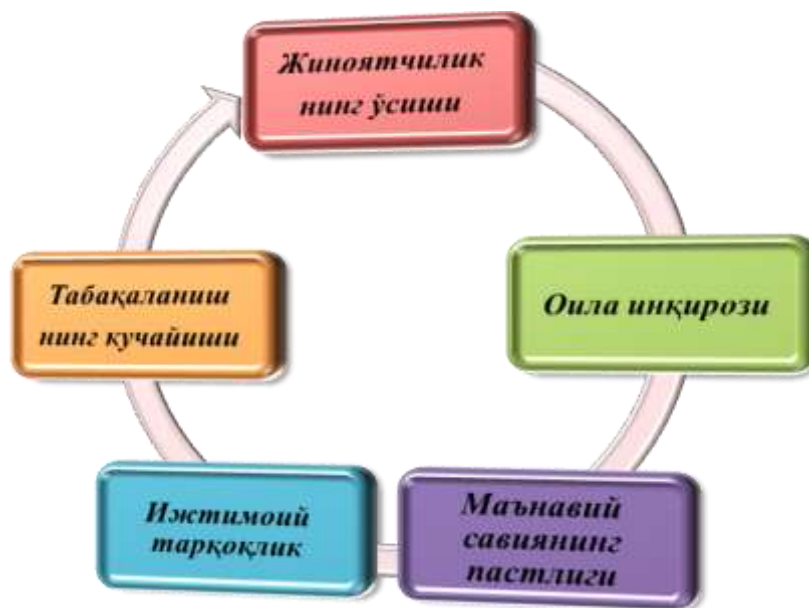 Жиноятчилик
нинг ўсиши
Оила инқирози
Маънавий
савиянинг
пастлиги
Ижтимоий
тарқоқлик
Табақаланиш
нинг кучайиши